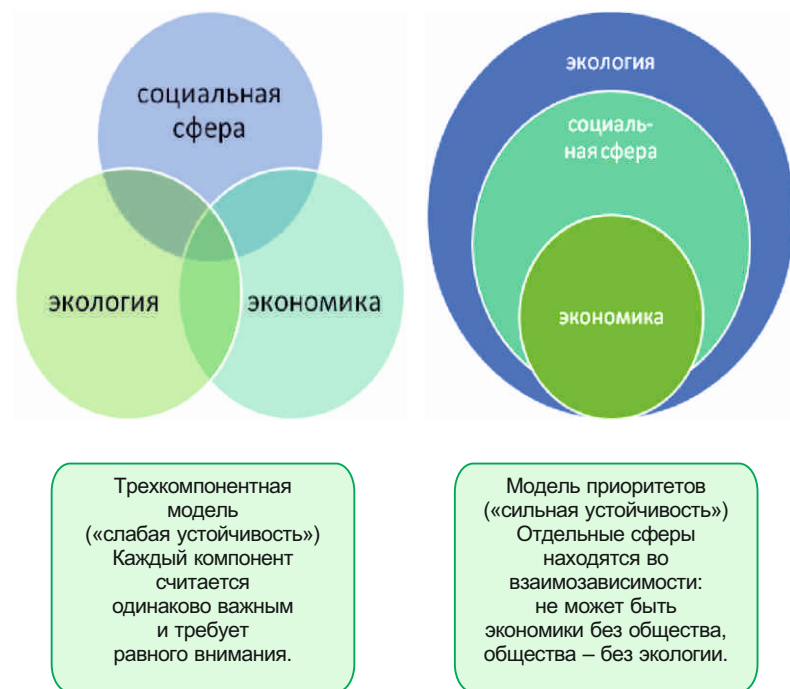 социальная
сфера
экология
экономика
экология
социаль-
ная сфера
экономика
Трехкомпонентная
модель
(«слабая устойчивость»)
Каждый компонент
считается
одинаково важным
и требует
равного внимания.
Модель приоритетов
(«сильная устойчивость»)
Отдельные сферы
находятся во
взаимозависимости:
не может быть
экономики без общества,
общества – без экологии.